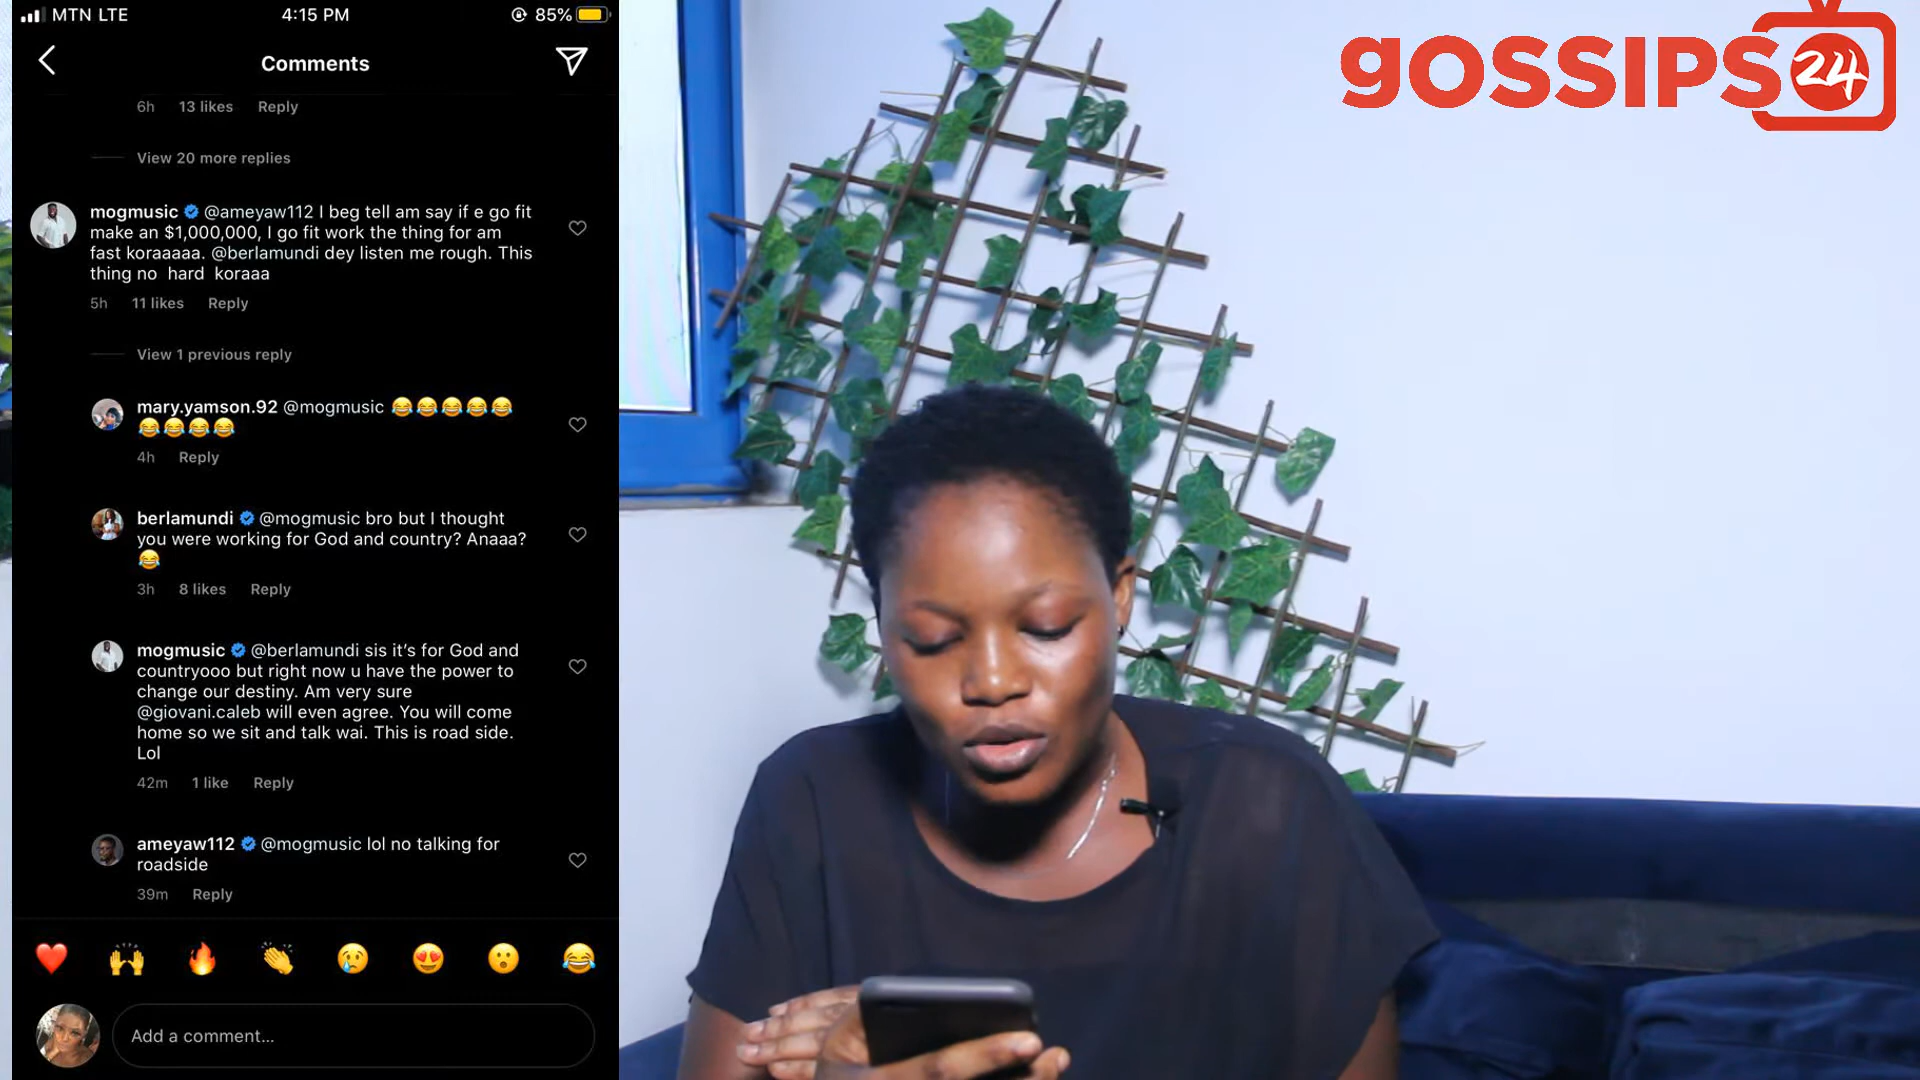 MTN LTE
4:15 PM
85%
Comments
6h 13 likes Reply
View 20 more replies
mogmusic @ameyaw112 I beg tell am say if e go fit
make an $1,000,000, I go fit work the thing for am
fast koraaaaa. @berlamundi dey listen me rough. This
thing no hard koraaa
5h 11 likes Reply
View 1 previous reply
mary.yamson.92 @mogmusic 😂😂😂😂😂
😂😂😂😂
4h Reply
berlamundi @mogmusic bro but I thought
you were working for God and country? Anaaa?
😂
3h 8 likes Reply
mogmusic @berlamundi sis it’s for God and
countryooo but right now u have the power to
change our destiny. Am very sure
@giovani.caleb will even agree. You will come
home so we sit and talk wai. This is road side.
Lol
42m 1 like Reply
ameyaw112 @mogmusic lol no talking for
roadside
39m Reply
Add a comment...
gOSSIPS24